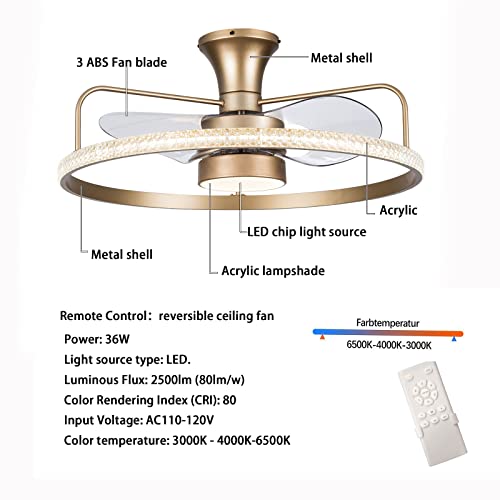 3 ABS Fan blade
Metal shell
Acrylic
LED chip light source
Metal shell
Acrylic lampshade
Remote Control：reversible ceiling fan
Power: 36W
Light source type: LED.
Luminous Flux: 2500lm (80lm/w)
Color Rendering Index (CRI): 80
Input Voltage: AC110-120V
Color temperature: 3000K - 4000K-6500K
Farbtemperatur
6500K-4000K-3000K